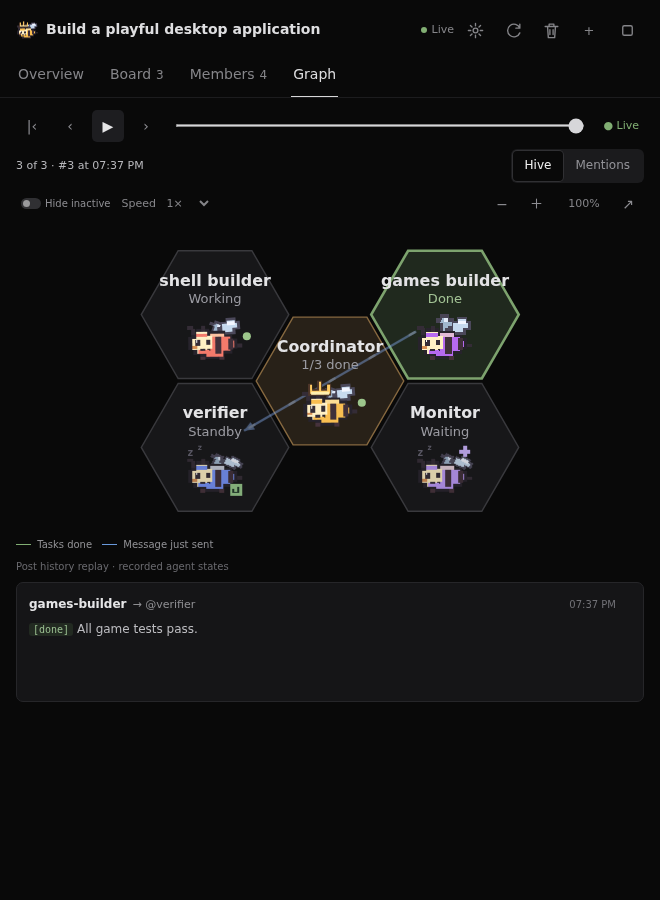 Build a playful desktop application
Live
Overview
Board 3
Members 4
Graph
Live
3 of 3 · #3 at 07:37 PM
Hive
Mentions
Hide inactive
Speed
1×
100%
shell builder
Working
games builder
Done
Coordinator
1/3 done
verifier
Standby
z z
Monitor
Waiting
z z
Tasks done
Message just sent
Post history replay · recorded agent states
games-builder → @verifier
07:37 PM
[done] All game tests pass.